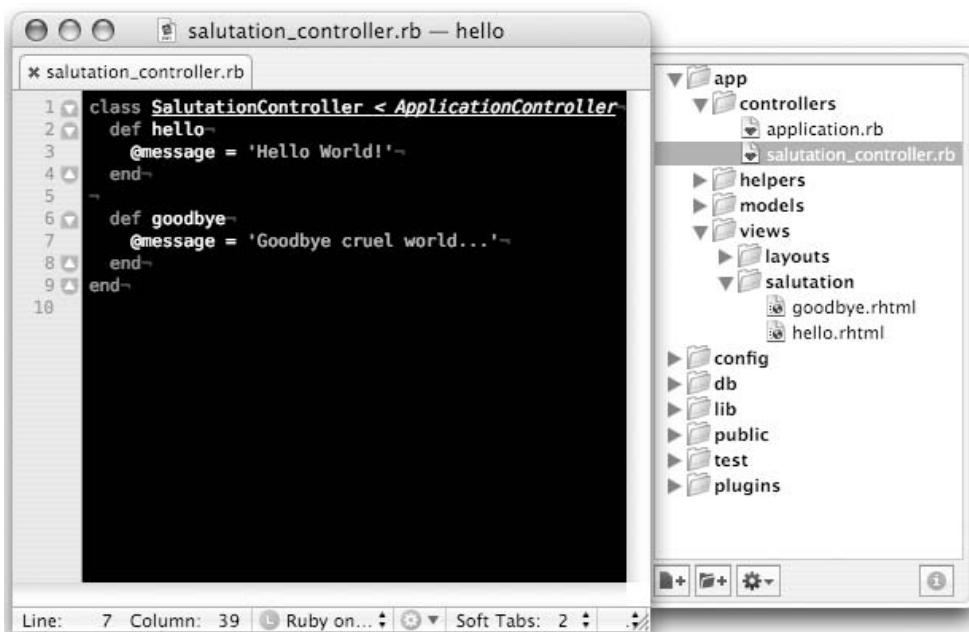 salutation_controller.rb — hello
salutation_controller.rb
1 class SalutationController < ApplicationController¬
2 def hello¬
3 @message = 'Hello World!'¬
4 end¬
5 ¬
6 def goodbye¬
7 @message = 'Goodbye cruel world...'¬
8 end¬
9 end¬
10
Line: 7 Column: 39 Ruby on... Soft Tabs: 2
app
controllers
application.rb
salutation_controller.rb
helpers
models
views
layouts
salutation
goodbye.rhtml
hello.rhtml
config
db
lib
public
test
plugins